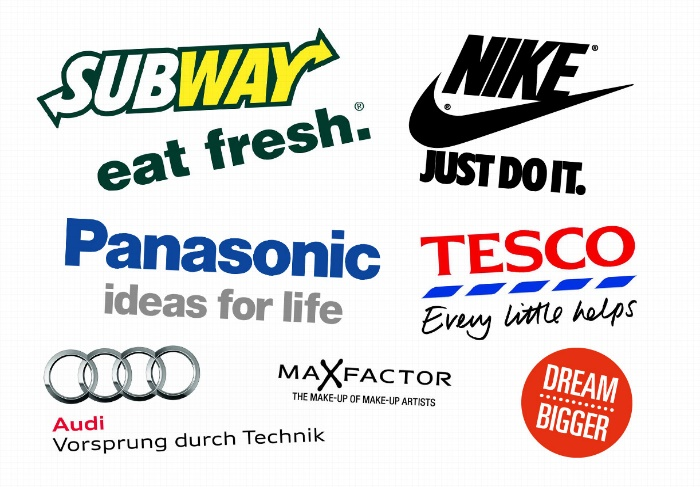 SUBWAY
eat fresh.®
NIKE®
®
JUST DO IT.
Panasonic
ideas for life
TESCO
Every little helps
Audi
Vorsprung durch Technik
MAXFACTOR
THE MAKE-UP OF MAKE-UP ARTISTS
DREAM
BIGGER